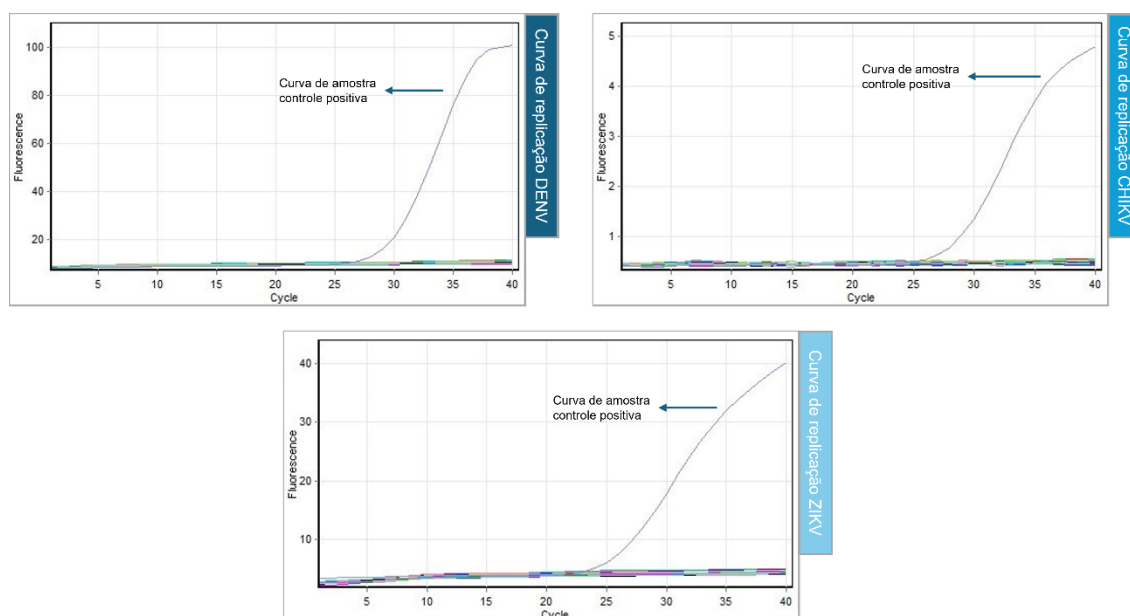 100
80
60
40
20
Fluorescence
Curva de amostra
controle positiva
5
10
15
20
25
30
35
40
Cycle
Curva de replicação DENV
5
4
3
2
1
Fluorescence
Curva de amostra
controle positiva
5
10
15
20
25
30
35
40
Cycle
Curva de replicação CHIKV
40
30
20
10
Fluorescence
Curva de amostra
controle positiva
5
10
15
20
25
30
35
40
Cycle
Curva de replicação ZIKV